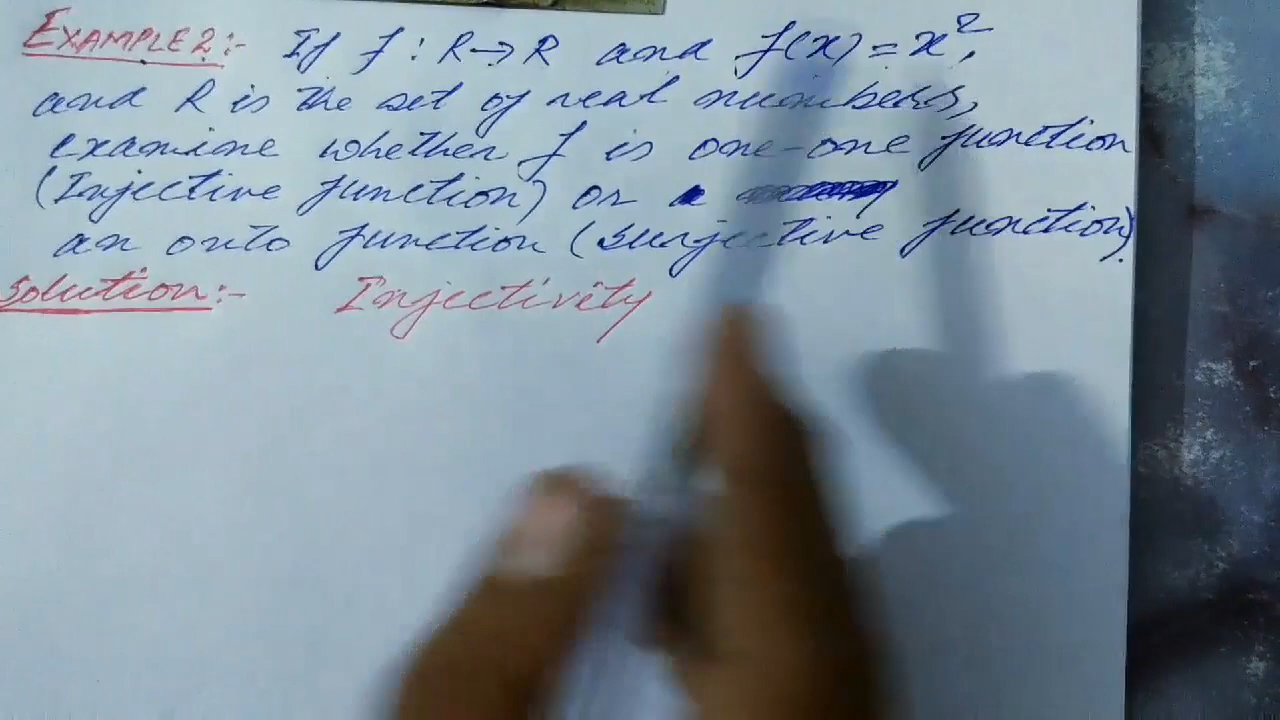 EXAMPLE 2:- If f : R→R and f(x) = x²,
and R is the set of real numbers,
examine whether f is one-one function
(Injective function) or
an onto function (surjective function).
Solution:- Injectivity